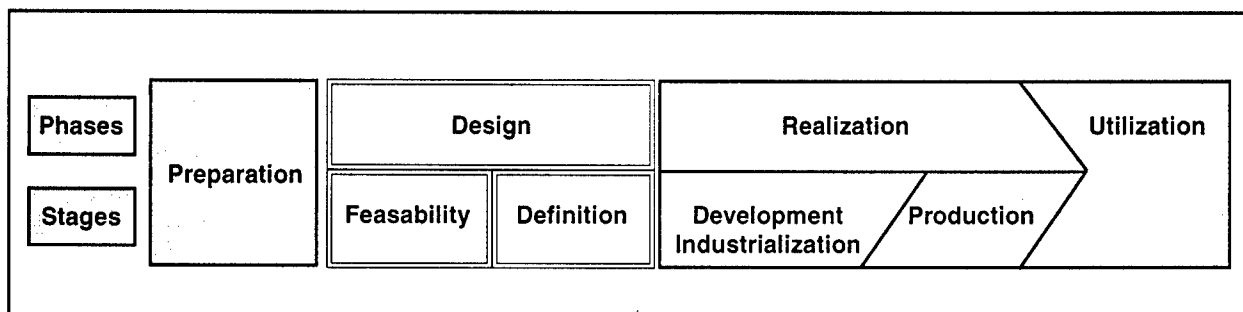 Phases
Design
Realization
Utilization
Preparation
Stages
Feasability
Definition
Development
Industrialization
Production